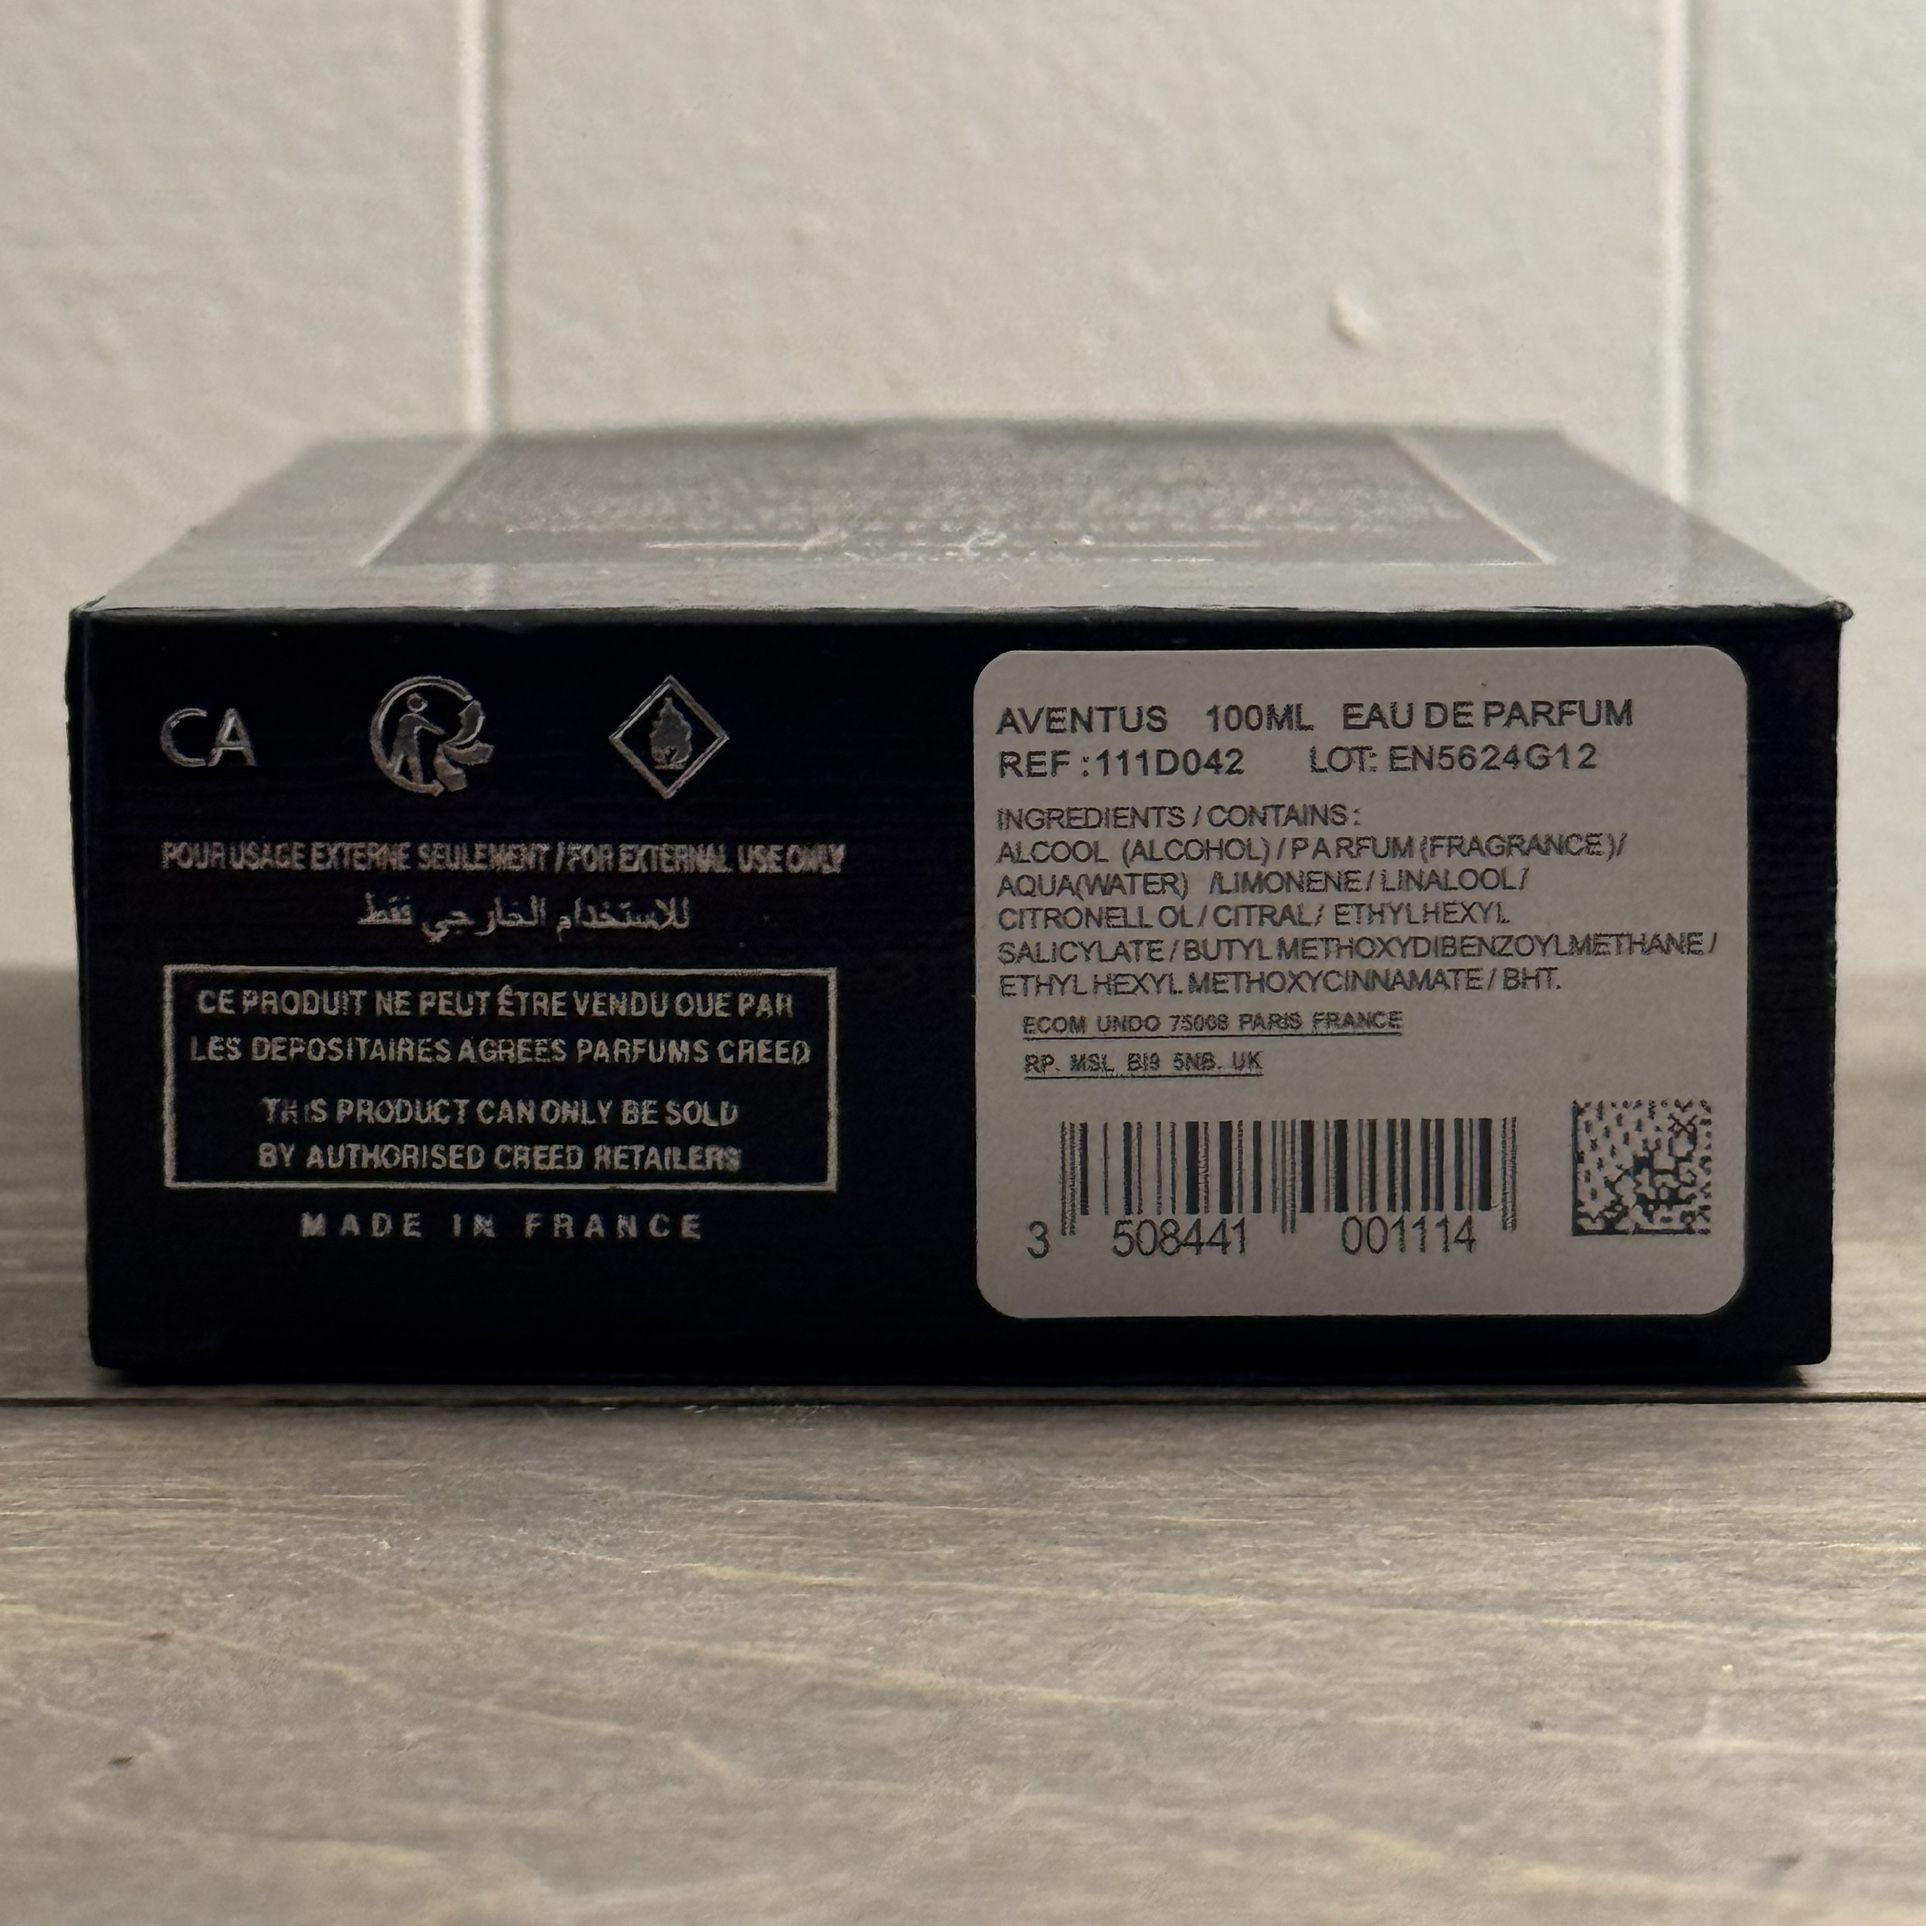 CA
POUR USAGE EXTERNE SEULEMENT / FOR EXTERNAL USE ONLY
للاستخدام الخارجي فقط
CE PRODUIT NE PEUT ÊTRE VENDU QUE PAR
LES DEPOSITAIRES AGREES PARFUMS CREED
THIS PRODUCT CAN ONLY BE SOLD
BY AUTHORISED CREED RETAILERS
MADE IN FRANCE
AVENTUS 100ML EAU DE PARFUM
REF :111D042 LOT: EN5624G12
INGREDIENTS / CONTAINS :
ALCOOL (ALCOHOL) / PARFUM (FRAGRANCE)/
AQUA(WATER) /LIMONENE / LINALOOL /
CITRONELLOL / CITRAL / ETHYLHEXYL
SALICYLATE / BUTYL METHOXYDIBENZOYLMETHANE /
ETHYL HEXYL METHOXYCINNAMATE / BHT.
ECOM UNDO 75008 PARIS FRANCE
RP. MSL BI9 5NB. UK
3 508441 001114